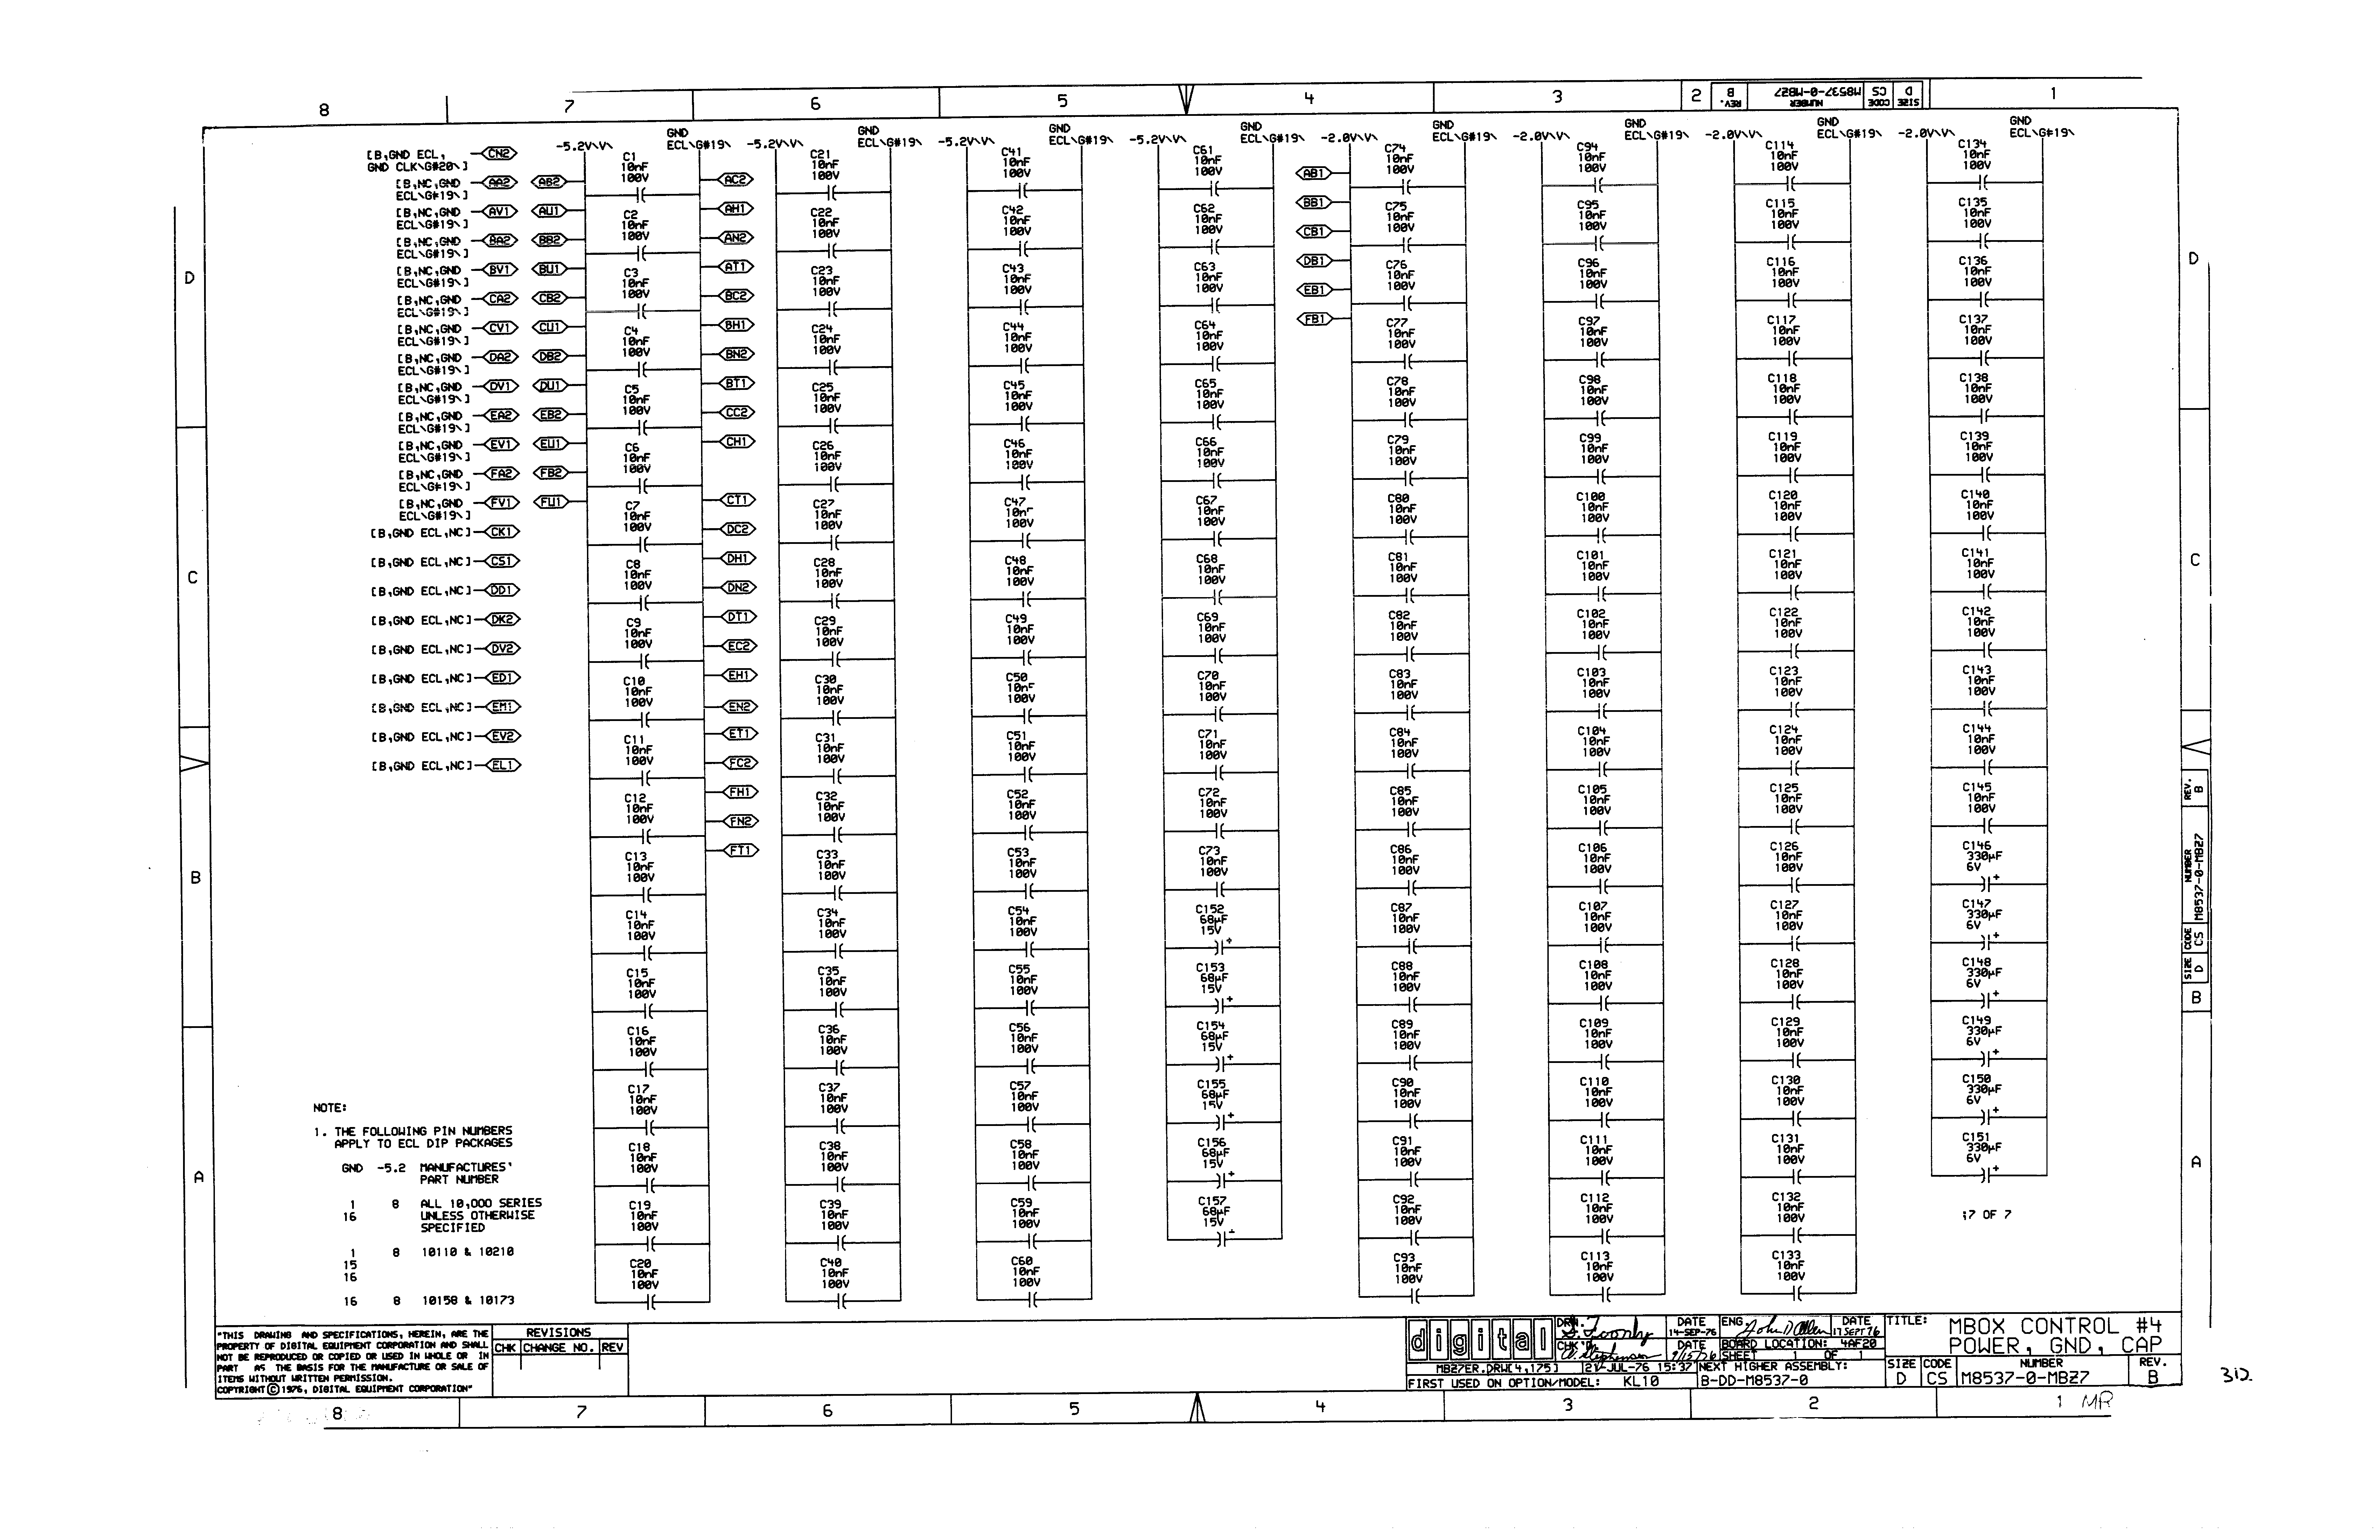 8 7 6 5 4 3 2 1
REV. B
NUMBER M8537-0-MBZ7
CODE CS
SIZE D
-5.2V\V\
GND
ECL\G#19\
-5.2V\V\
GND
ECL\G#19\
-5.2V\V\
GND
ECL\G#19\
-5.2V\V\
GND
ECL\G#19\
-2.0V\V\
GND
ECL\G#19\
-2.0V\V\
GND
ECL\G#19\
-2.0V\V\
GND
ECL\G#19\
-2.0V\V\
GND
ECL\G#19\
[B,GND ECL, CN2
GND CLK\G#20\]
[B,NC,GND AA2 AB2
ECL\G#19\]
[B,NC,GND AV1 AU1
ECL\G#19\]
[B,NC,GND BA2 BB2
ECL\G#19\]
[B,NC,GND BV1 BU1
ECL\G#19\]
[B,NC,GND CA2 CB2
ECL\G#19\]
[B,NC,GND CV1 CU1
ECL\G#19\]
[B,NC,GND DA2 DB2
ECL\G#19\]
[B,NC,GND DV1 DU1
ECL\G#19\]
[B,NC,GND EA2 EB2
ECL\G#19\]
[B,NC,GND EV1 EU1
ECL\G#19\]
[B,NC,GND FA2 FB2
ECL\G#19\]
[B,NC,GND FV1 FU1
ECL\G#19\]
[B,GND ECL,NC] CK1
[B,GND ECL,NC] CS1
[B,GND ECL,NC] DD1
[B,GND ECL,NC] DK2
[B,GND ECL,NC] DV2
[B,GND ECL,NC] ED1
[B,GND ECL,NC] EM1
[B,GND ECL,NC] EV2
[B,GND ECL,NC] EL1
C1 10nF 100V
C2 10nF 100V
C3 10nF 100V
C4 10nF 100V
C5 10nF 100V
C6 10nF 100V
C7 10nF 100V
C8 10nF 100V
C9 10nF 100V
C10 10nF 100V
C11 10nF 100V
C12 10nF 100V
C13 10nF 100V
C14 10nF 100V
C15 10nF 100V
C16 10nF 100V
C17 10nF 100V
C18 10nF 100V
C19 10nF 100V
C20 10nF 100V
AC2
AH1
AN2
AT1
BC2
BH1
BN2
BT1
CC2
CH1
CT1
DC2
DH1
DN2
DT1
EC2
EH1
EN2
ET1
FC2
FH1
FN2
FT1
C21 10nF 100V
C22 10nF 100V
C23 10nF 100V
C24 10nF 100V
C25 10nF 100V
C26 10nF 100V
C27 10nF 100V
C28 10nF 100V
C29 10nF 100V
C30 10nF 100V
C31 10nF 100V
C32 10nF 100V
C33 10nF 100V
C34 10nF 100V
C35 10nF 100V
C36 10nF 100V
C37 10nF 100V
C38 10nF 100V
C39 10nF 100V
C40 10nF 100V
C41 10nF 100V
C42 10nF 100V
C43 10nF 100V
C44 10nF 100V
C45 10nF 100V
C46 10nF 100V
C47 10nF 100V
C48 10nF 100V
C49 10nF 100V
C50 10nF 100V
C51 10nF 100V
C52 10nF 100V
C53 10nF 100V
C54 10nF 100V
C55 10nF 100V
C56 10nF 100V
C57 10nF 100V
C58 10nF 100V
C59 10nF 100V
C60 10nF 100V
C61 10nF 100V
C62 10nF 100V
C63 10nF 100V
C64 10nF 100V
C65 10nF 100V
C66 10nF 100V
C67 10nF 100V
C68 10nF 100V
C69 10nF 100V
C70 10nF 100V
C71 10nF 100V
C72 10nF 100V
C73 10nF 100V
C152 68µF 15V +
C153 68µF 15V +
C154 68µF 15V +
C155 68µF 15V +
C156 68µF 15V +
C157 68µF 15V +
AB1
BB1
CB1
DB1
EB1
FB1
C74 10nF 100V
C75 10nF 100V
C76 10nF 100V
C77 10nF 100V
C78 10nF 100V
C79 10nF 100V
C80 10nF 100V
C81 10nF 100V
C82 10nF 100V
C83 10nF 100V
C84 10nF 100V
C85 10nF 100V
C86 10nF 100V
C87 10nF 100V
C88 10nF 100V
C89 10nF 100V
C90 10nF 100V
C91 10nF 100V
C92 10nF 100V
C93 10nF 100V
C94 10nF 100V
C95 10nF 100V
C96 10nF 100V
C97 10nF 100V
C98 10nF 100V
C99 10nF 100V
C100 10nF 100V
C101 10nF 100V
C102 10nF 100V
C103 10nF 100V
C104 10nF 100V
C105 10nF 100V
C106 10nF 100V
C107 10nF 100V
C108 10nF 100V
C109 10nF 100V
C110 10nF 100V
C111 10nF 100V
C112 10nF 100V
C113 10nF 100V
C114 10nF 100V
C115 10nF 100V
C116 10nF 100V
C117 10nF 100V
C118 10nF 100V
C119 10nF 100V
C120 10nF 100V
C121 10nF 100V
C122 10nF 100V
C123 10nF 100V
C124 10nF 100V
C125 10nF 100V
C126 10nF 100V
C127 10nF 100V
C128 10nF 100V
C129 10nF 100V
C130 10nF 100V
C131 10nF 100V
C132 10nF 100V
C133 10nF 100V
C134 10nF 100V
C135 10nF 100V
C136 10nF 100V
C137 10nF 100V
C138 10nF 100V
C139 10nF 100V
C140 10nF 100V
C141 10nF 100V
C142 10nF 100V
C143 10nF 100V
C144 10nF 100V
C145 10nF 100V
C146 330µF 6V +
C147 330µF 6V +
C148 330µF 6V +
C149 330µF 6V +
C150 330µF 6V +
C151 330µF 6V +
7 OF 7
D
C
B
A
D
C
REV. B
NUMBER M8537-0-MBZ7
CODE CS
SIZE D
B
A
NOTE:
1. THE FOLLOWING PIN NUMBERS
APPLY TO ECL DIP PACKAGES
GND -5.2 MANUFACTURES'
PART NUMBER
1 8 ALL 10,000 SERIES
16 UNLESS OTHERWISE
SPECIFIED
1 8 10110 & 10210
15
16
16 8 10158 & 10173
"THIS DRAWING AND SPECIFICATIONS, HEREIN, ARE THE
PROPERTY OF DIGITAL EQUIPMENT CORPORATION AND SHALL
NOT BE REPRODUCED OR COPIED OR USED IN WHOLE OR IN
PART AS THE BASIS FOR THE MANUFACTURE OR SALE OF
ITEMS WITHOUT WRITTEN PERMISSION.
COPYRIGHT © 1976, DIGITAL EQUIPMENT CORPORATION"
REVISIONS
CHK CHANGE NO. REV
digital
DRN.
DATE
14-SEP-76
CHK'D
DATE
9/15/76
ENG. John D Allen
DATE
17 SEPT 76
BOARD LOCATION: 4AF20
SHEET 1 OF 1
MBZ7ER.DRW[4,175] 21-JUL-76 15:37
NEXT HIGHER ASSEMBLY:
FIRST USED ON OPTION/MODEL: KL10
B-DD-M8537-0
TITLE: MBOX CONTROL #4
POWER, GND, CAP
SIZE D
CODE CS
NUMBER M8537-0-MBZ7
REV. B
312
8 7 6 5 4 3 2 1 MR